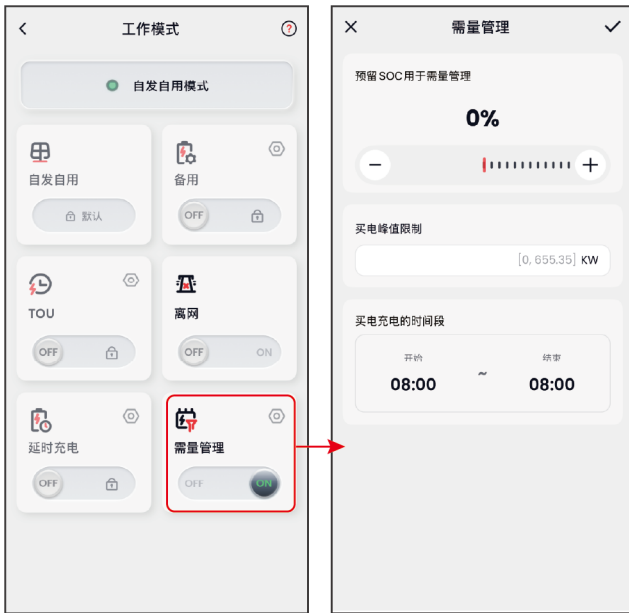 工作模式
?
自发自用模式
自发自用
默认
备用
OFF
TOU
OFF
离网
OFF ON
延时充电
OFF
需量管理
OFF ON
需量管理
预留SOC用于需量管理
0%
− +
买电峰值限制
[0, 655.35] KW
买电充电的时间段
开始 结束
08:00 ~ 08:00